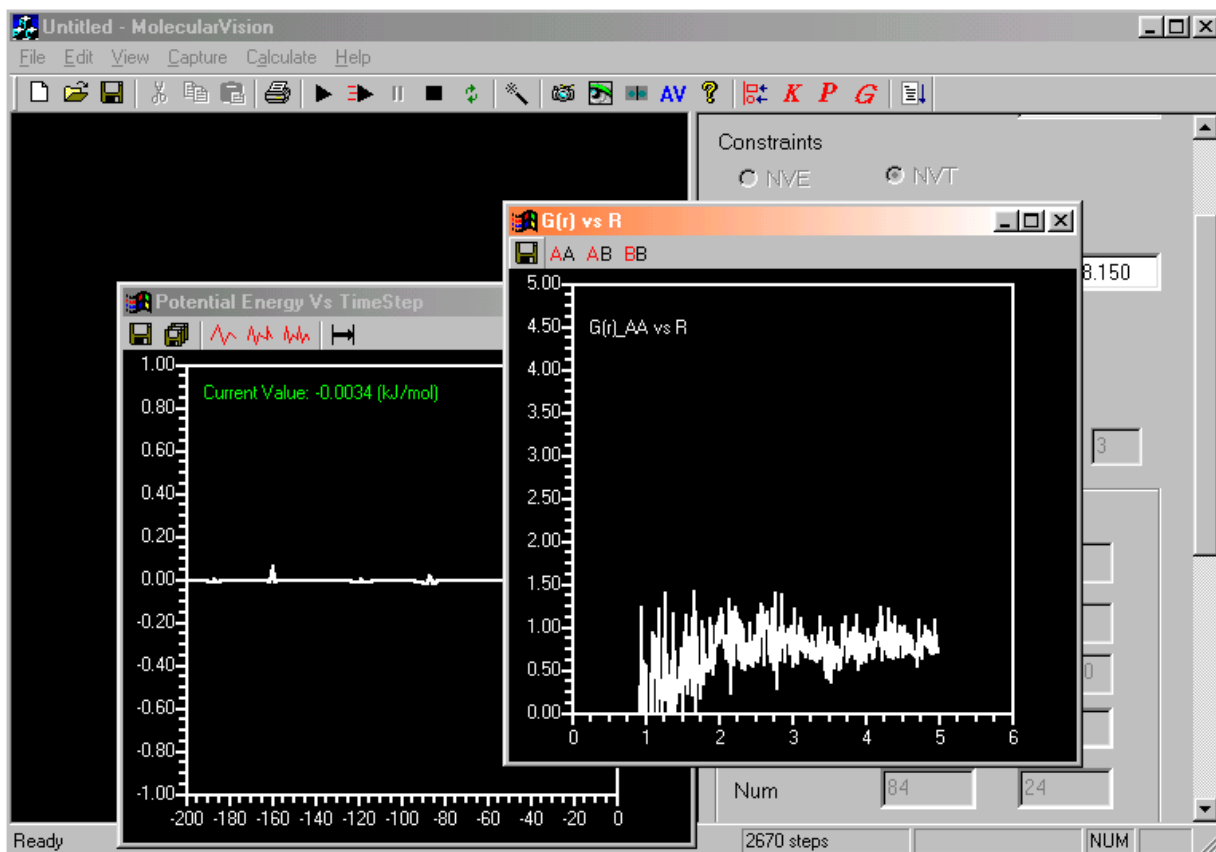 Untitled - MolecularVision
File Edit View Capture Calculate Help
AV ? K P G
Constraints
NVE NVT
8.150
3
0
Num 84 24
G(r) vs R
AA AB BB
G(r)_AA vs R
5.00
4.50
4.00
3.50
3.00
2.50
2.00
1.50
1.00
0.50
0.00
0 1 2 3 4 5 6
Potential Energy Vs TimeStep
Current Value: -0.0034 (kJ/mol)
1.00
0.80
0.60
0.40
0.20
0.00
-0.20
-0.40
-0.60
-0.80
-1.00
-200 -180 -160 -140 -120 -100 -80 -60 -40 -20 0
Ready 2670 steps NUM